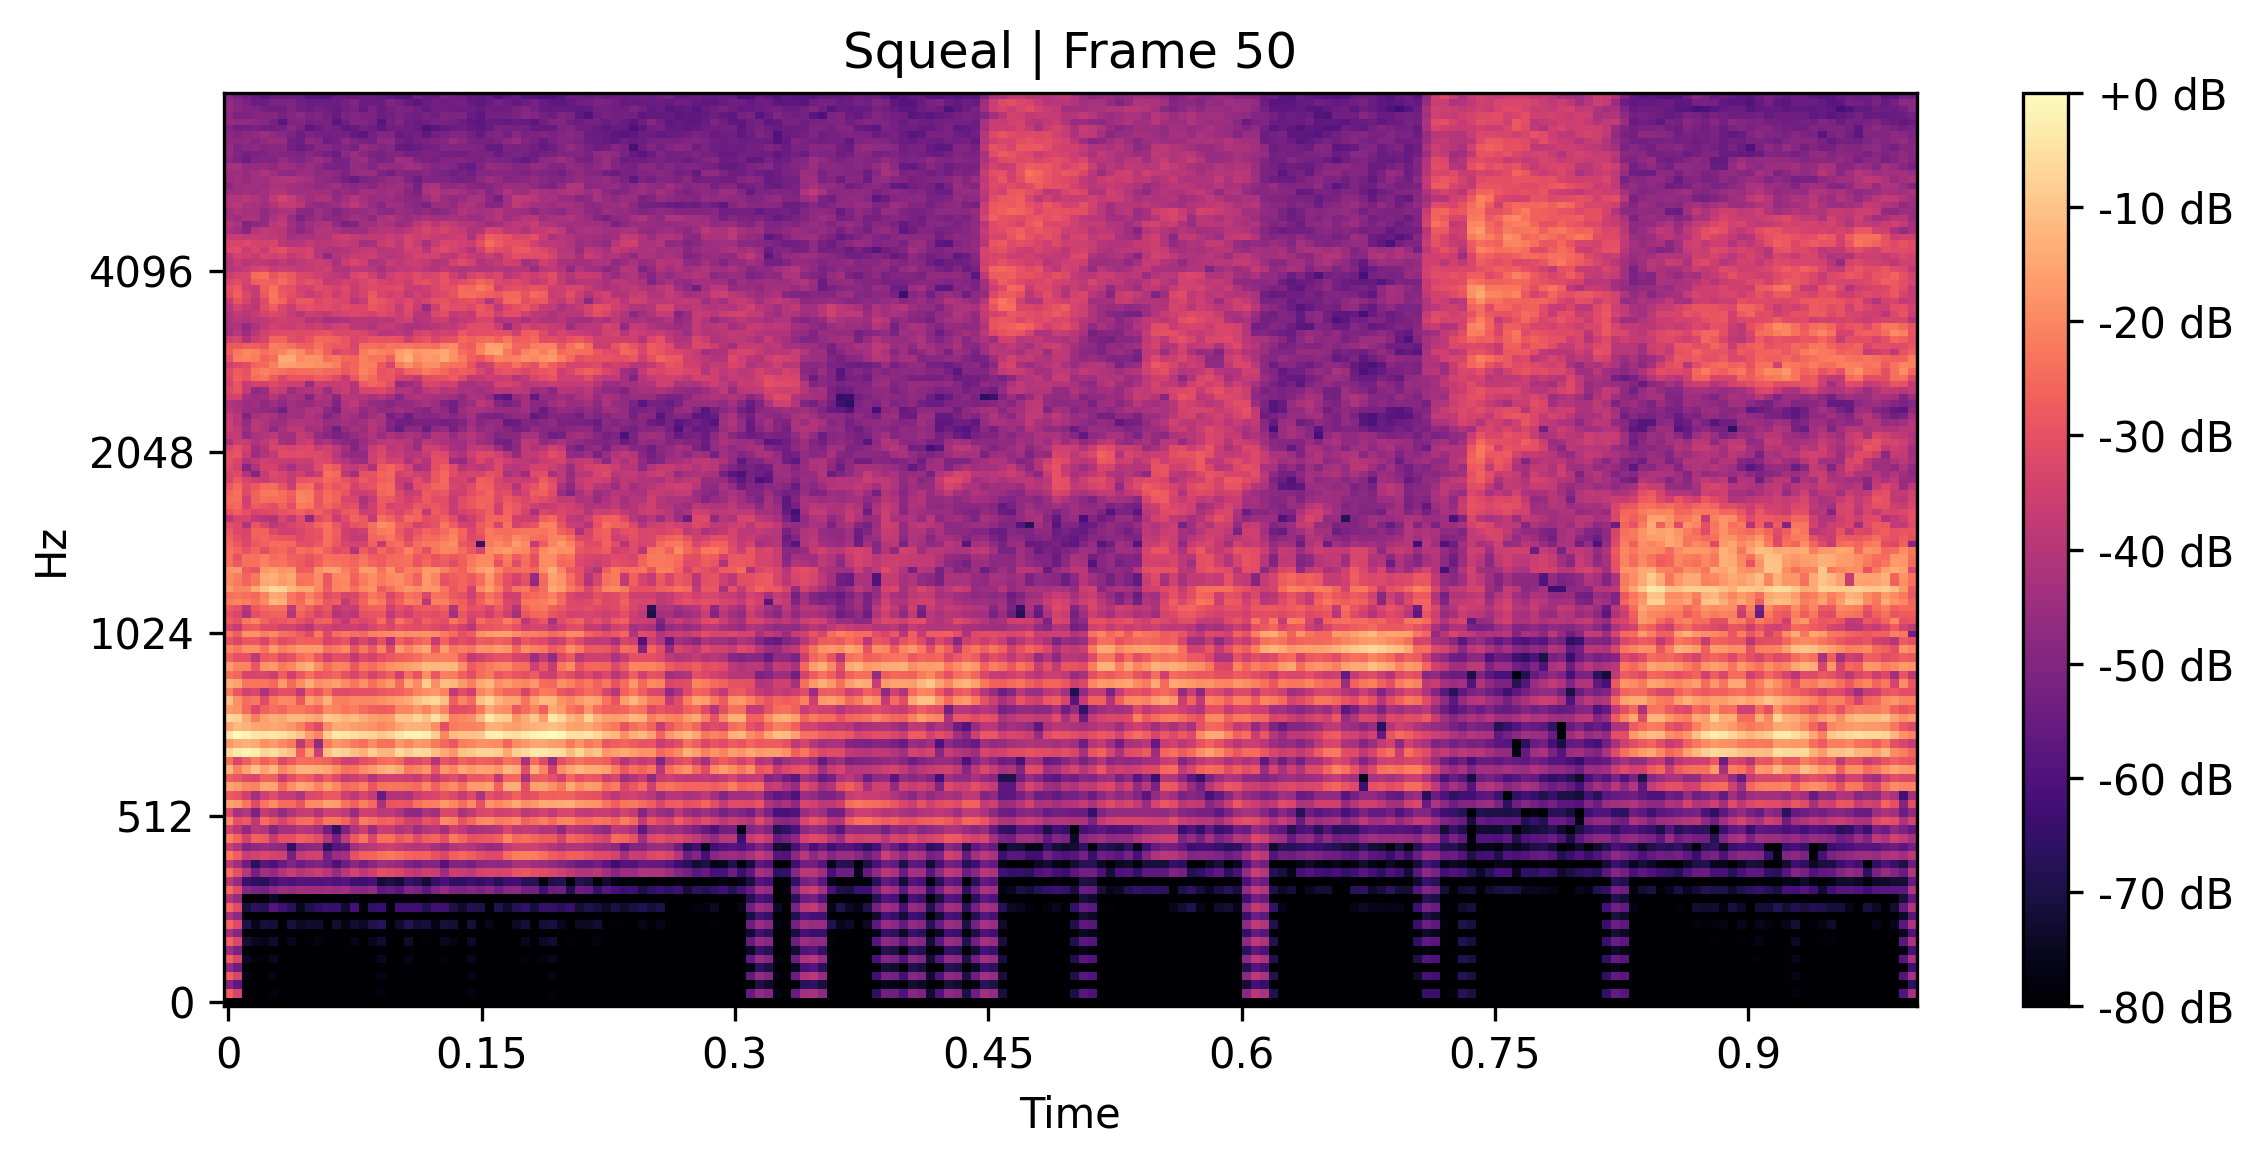 Squeal | Frame 50
Hz
4096
2048
1024
512
0
0 0.15 0.3 0.45 0.6 0.75 0.9
Time
+0 dB
-10 dB
-20 dB
-30 dB
-40 dB
-50 dB
-60 dB
-70 dB
-80 dB